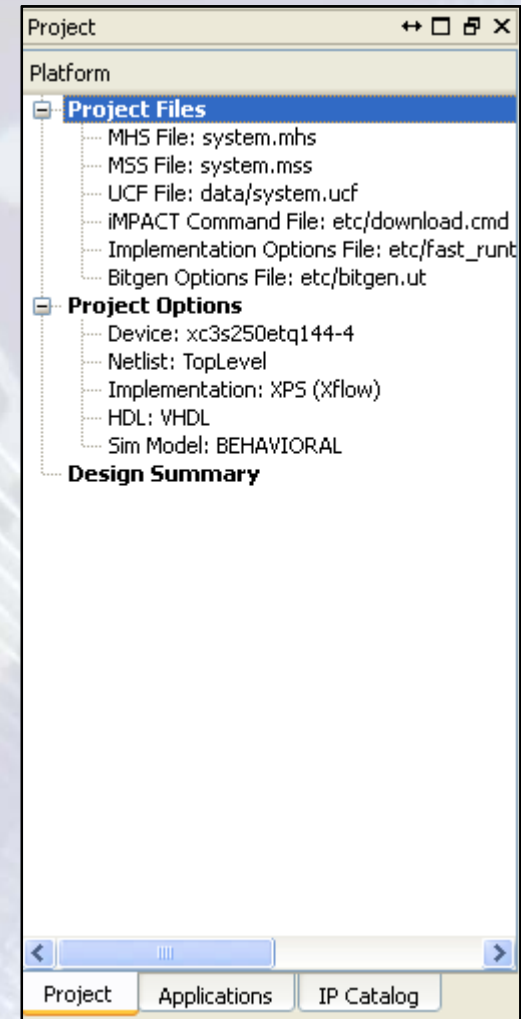 Project
Platform
Project Files
MHS File: system.mhs
MSS File: system.mss
UCF File: data/system.ucf
iMPACT Command File: etc/download.cmd
Implementation Options File: etc/fast_runt
Bitgen Options File: etc/bitgen.ut
Project Options
Device: xc3s250etq144-4
Netlist: TopLevel
Implementation: XPS (Xflow)
HDL: VHDL
Sim Model: BEHAVIORAL
Design Summary
Project Applications IP Catalog